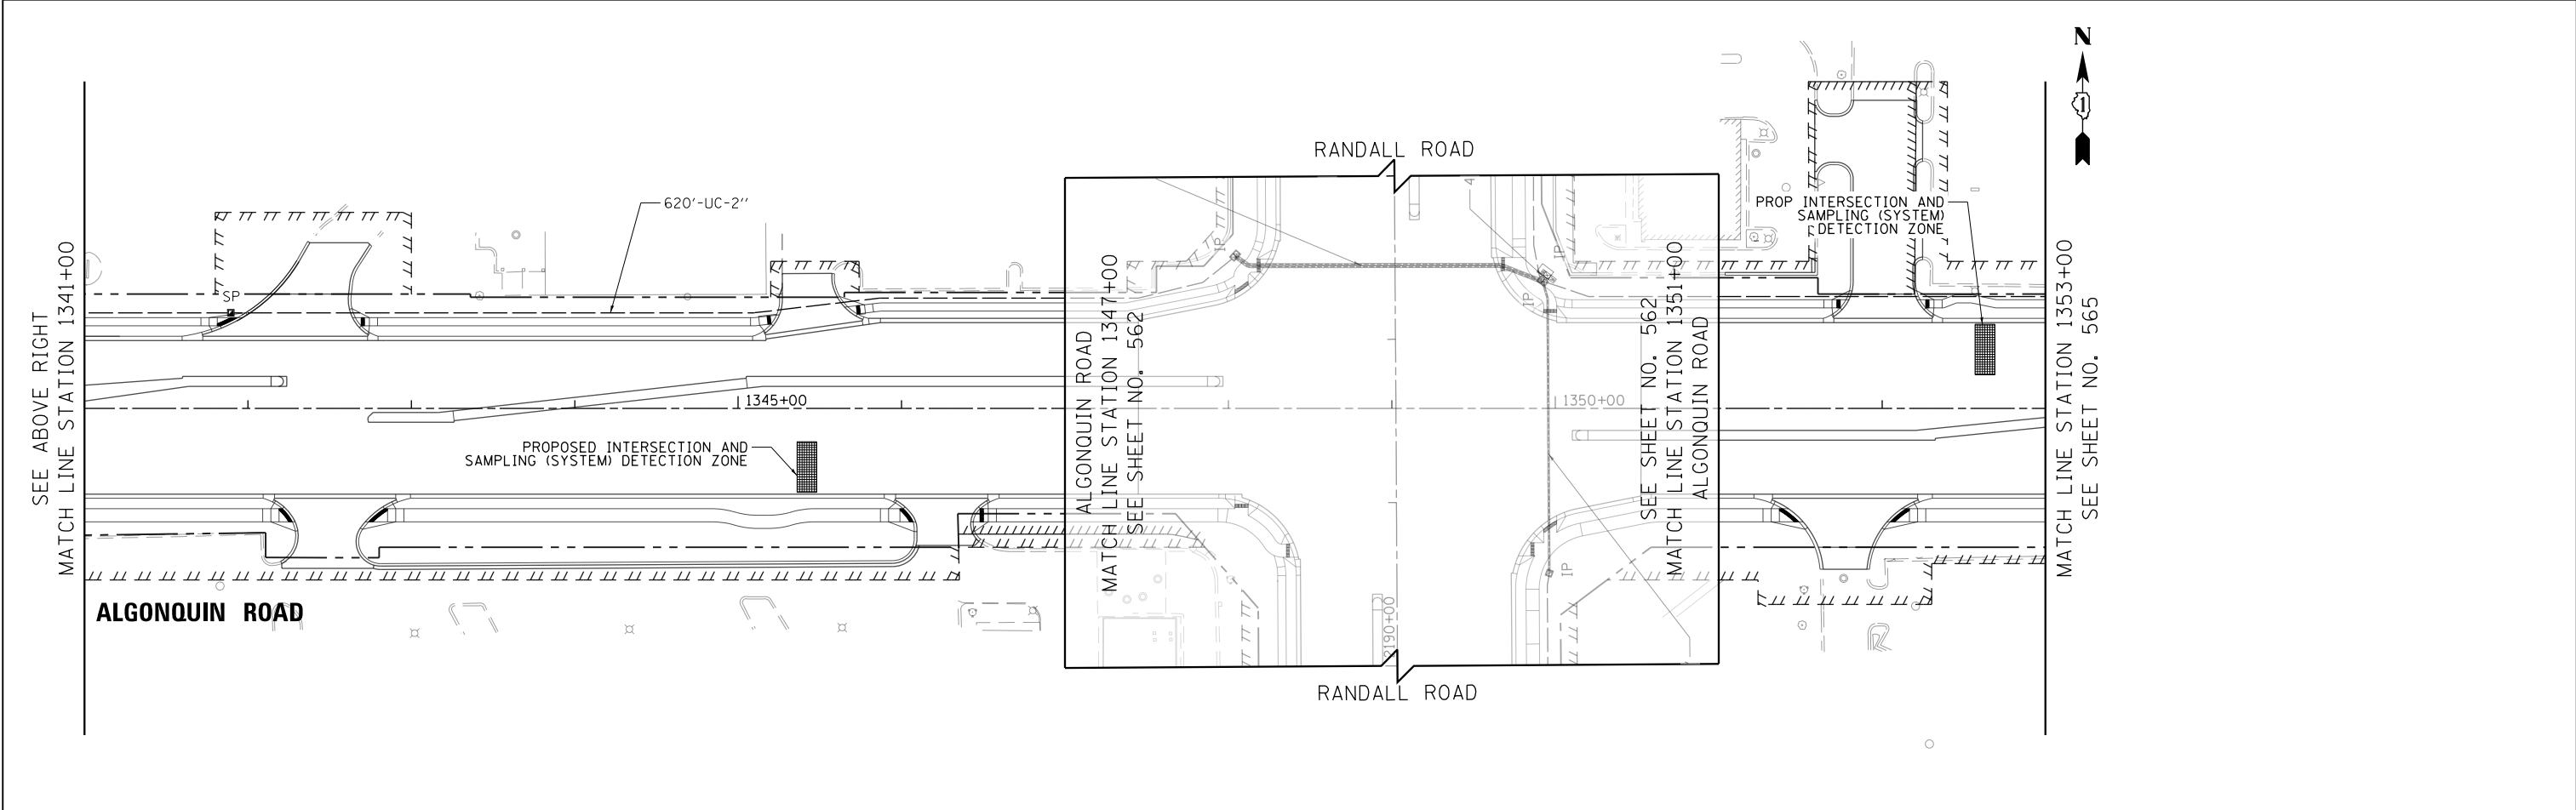 N
1
RANDALL ROAD
620'-UC-2"
4
PROP INTERSECTION AND
SAMPLING (SYSTEM)
DETECTION ZONE
SEE ABOVE RIGHT
MATCH LINE STATION 1341+00
SP
IP
IP
IP
ALGONQUIN ROAD
MATCH LINE STATION 1347+00
SEE SHEET NO. 562
SEE SHEET NO. 562
MATCH LINE STATION 1351+00
ALGONQUIN ROAD
MATCH LINE STATION 1353+00
SEE SHEET NO. 565
1345+00
1350+00
PROPOSED INTERSECTION AND
SAMPLING (SYSTEM) DETECTION ZONE
IP
ALGONQUIN ROAD
2190+00
RANDALL ROAD